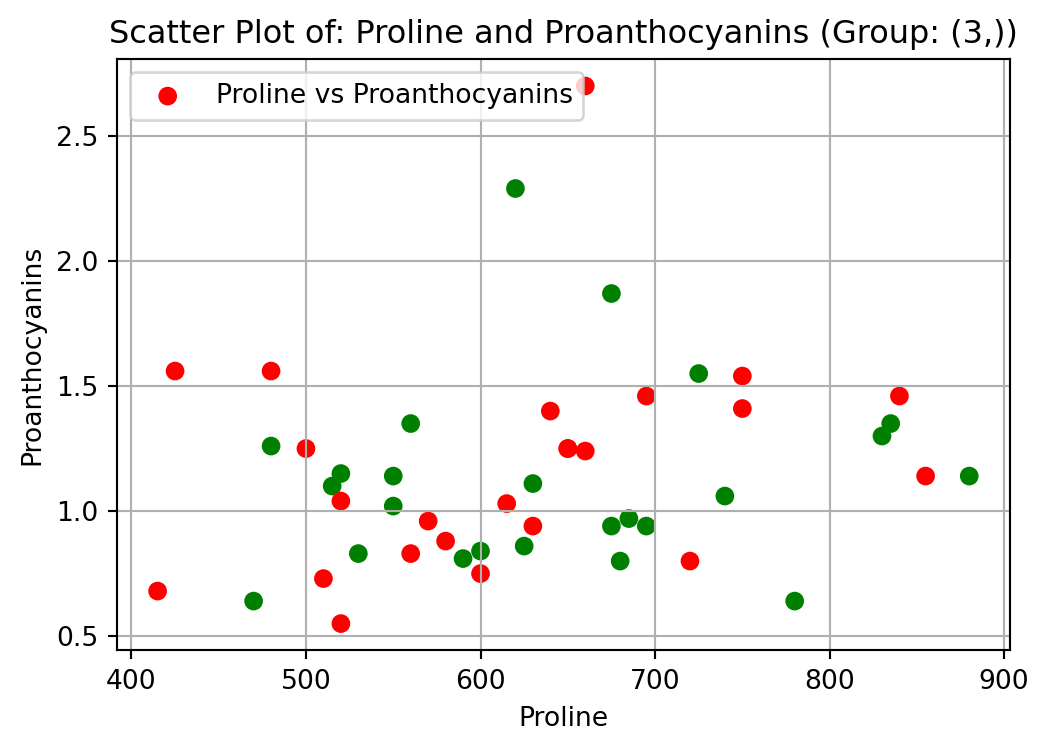 Scatter Plot of: Proline and Proanthocyanins (Group: (3,))
Proline vs Proanthocyanins
Proanthocyanins
2.5
2.0
1.5
1.0
0.5
400 500 600 700 800 900
Proline